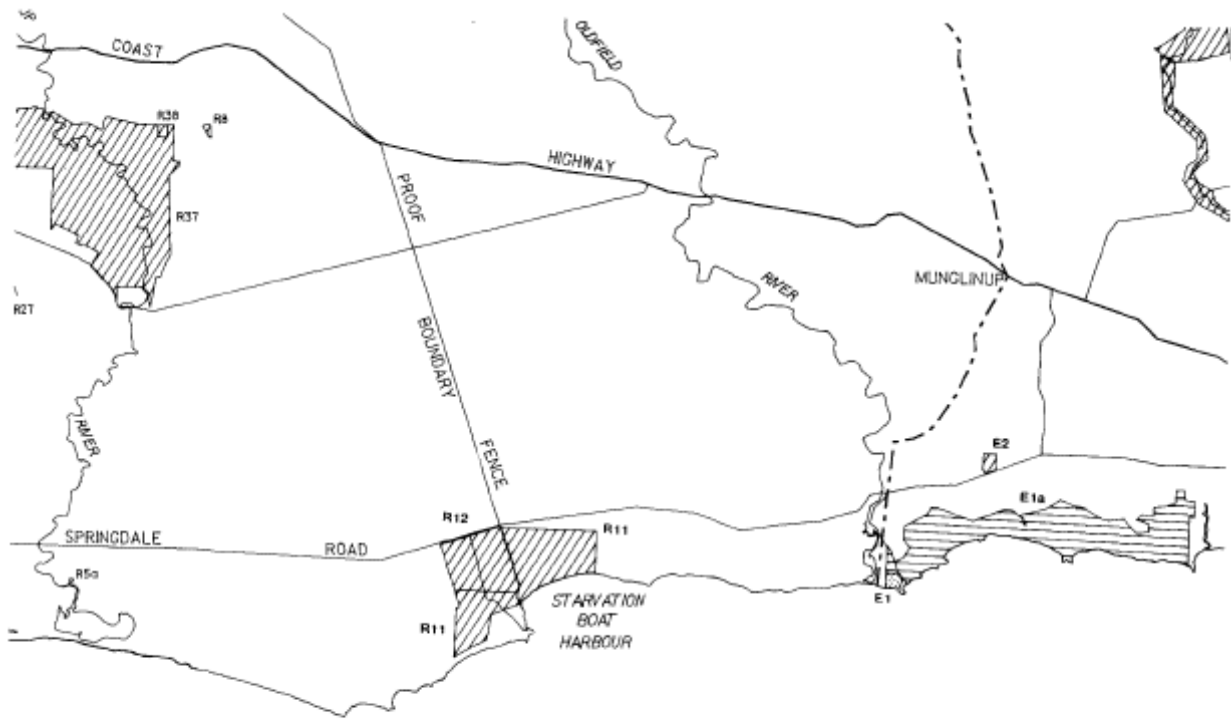 UP
COAST
OLDFIELD
R38
R8
HIGHWAY
PROOF
R37
RIVER
MUNGLINUP
R27
BOUNDARY
RIVER
FENCE
E2
E1a
R12
R11
SPRINGDALE
ROAD
R5a
E1
STARVATION
BOAT
HARBOUR
R11